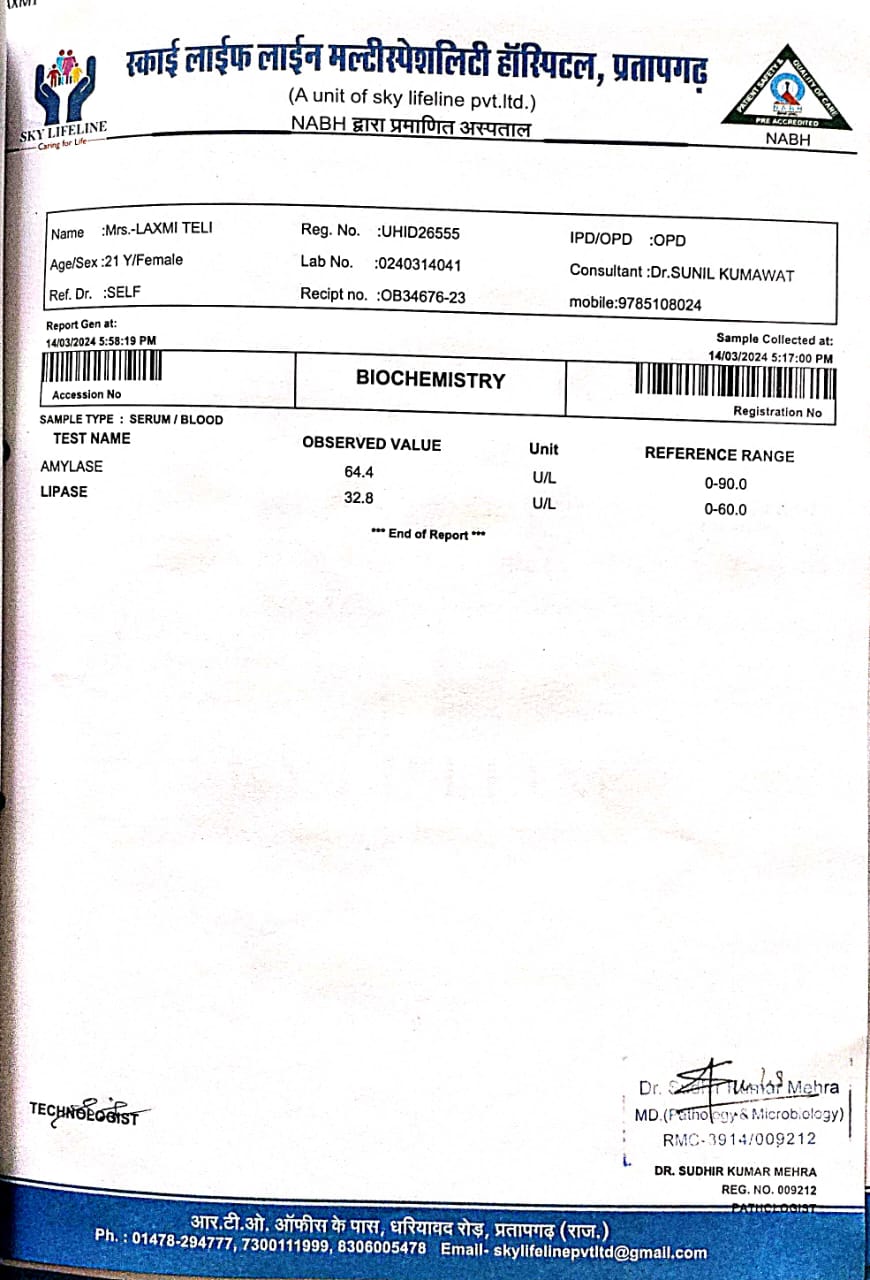 स्काई लाईफ लाईन मल्टीस्पेशलिटी हॉस्पिटल, प्रतापगढ़
(A unit of sky lifeline pvt.ltd.)
NABH द्वारा प्रमाणित अस्पताल
SKY LIFELINE
Caring for Life
PATIENT SAFETY & QUALITY OF CARE
NABH
PRE ACCREDITED
NABH
Name :Mrs.-LAXMI TELI Reg. No. :UHID26555 IPD/OPD :OPD
Age/Sex :21 Y/Female Lab No. :0240314041 Consultant :Dr.SUNIL KUMAWAT
Ref. Dr. :SELF Recipt no. :OB34676-23 mobile:9785108024
Report Gen at: Sample Collected at:
14/03/2024 5:58:19 PM 14/03/2024 5:17:00 PM
BIOCHEMISTRY
Accession No Registration No
SAMPLE TYPE : SERUM / BLOOD
TEST NAME OBSERVED VALUE Unit REFERENCE RANGE
AMYLASE 64.4 U/L 0-90.0
LIPASE 32.8 U/L 0-60.0
*** End of Report ***
TECHNOLOGIST
Dr. Sudhir Kumar Mehra
MD.(Pathology & Microbiology)
RMC-3914/009212
DR. SUDHIR KUMAR MEHRA
REG. NO. 009212
PATHOLOGIST
आर.टी.ओ. ऑफीस के पास, धरियावद रोड़, प्रतापगढ़ (राज.)
Ph. : 01478-294777, 7300111999, 8306005478 Email- skylifelinepvtltd@gmail.com